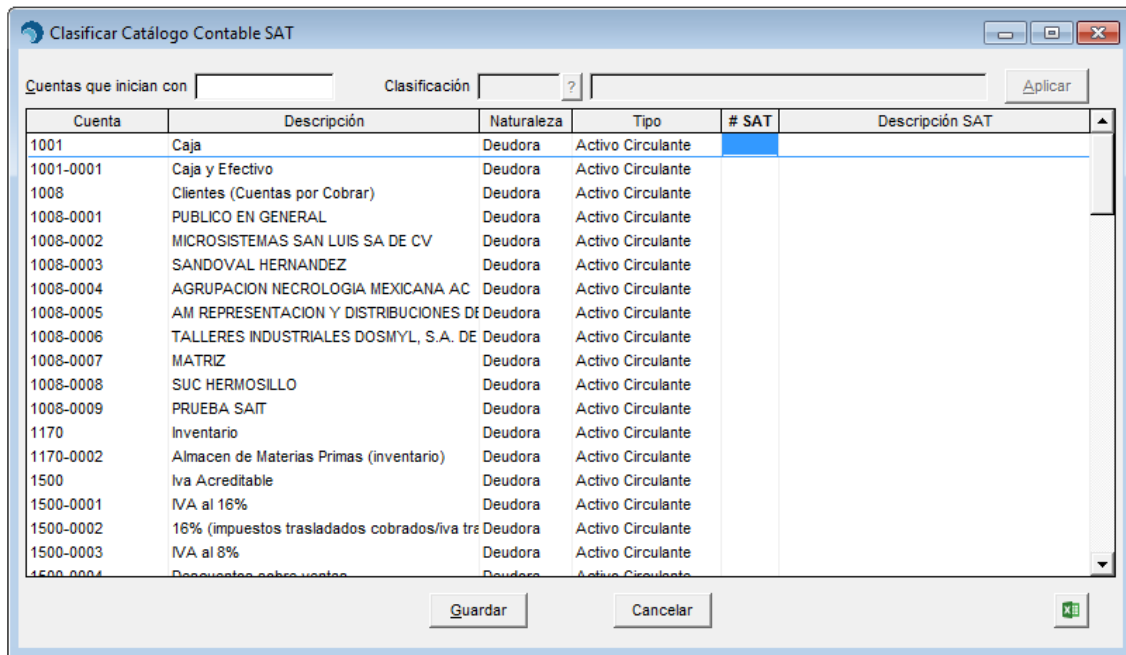 Clasificar Catálogo Contable SAT
Cuentas que inician con Clasificación ? Aplicar
Cuenta Descripción Naturaleza Tipo # SAT Descripción SAT
1001 Caja Deudora Activo Circulante
1001-0001 Caja y Efectivo Deudora Activo Circulante
1008 Clientes (Cuentas por Cobrar) Deudora Activo Circulante
1008-0001 PUBLICO EN GENERAL Deudora Activo Circulante
1008-0002 MICROSISTEMAS SAN LUIS SA DE CV Deudora Activo Circulante
1008-0003 SANDOVAL HERNANDEZ Deudora Activo Circulante
1008-0004 AGRUPACION NECROLOGIA MEXICANA AC Deudora Activo Circulante
1008-0005 AM REPRESENTACION Y DISTRIBUCIONES DE Deudora Activo Circulante
1008-0006 TALLERES INDUSTRIALES DOSMYL, S.A. DE Deudora Activo Circulante
1008-0007 MATRIZ Deudora Activo Circulante
1008-0008 SUC HERMOSILLO Deudora Activo Circulante
1008-0009 PRUEBA SAIT Deudora Activo Circulante
1170 Inventario Deudora Activo Circulante
1170-0002 Almacen de Materias Primas (inventario) Deudora Activo Circulante
1500 Iva Acreditable Deudora Activo Circulante
1500-0001 IVA al 16% Deudora Activo Circulante
1500-0002 16% (impuestos trasladados cobrados/iva tra Deudora Activo Circulante
1500-0003 IVA al 8% Deudora Activo Circulante
1500-0004 Descuentos sobre ventas Deudora Activo Circulante
Guardar Cancelar